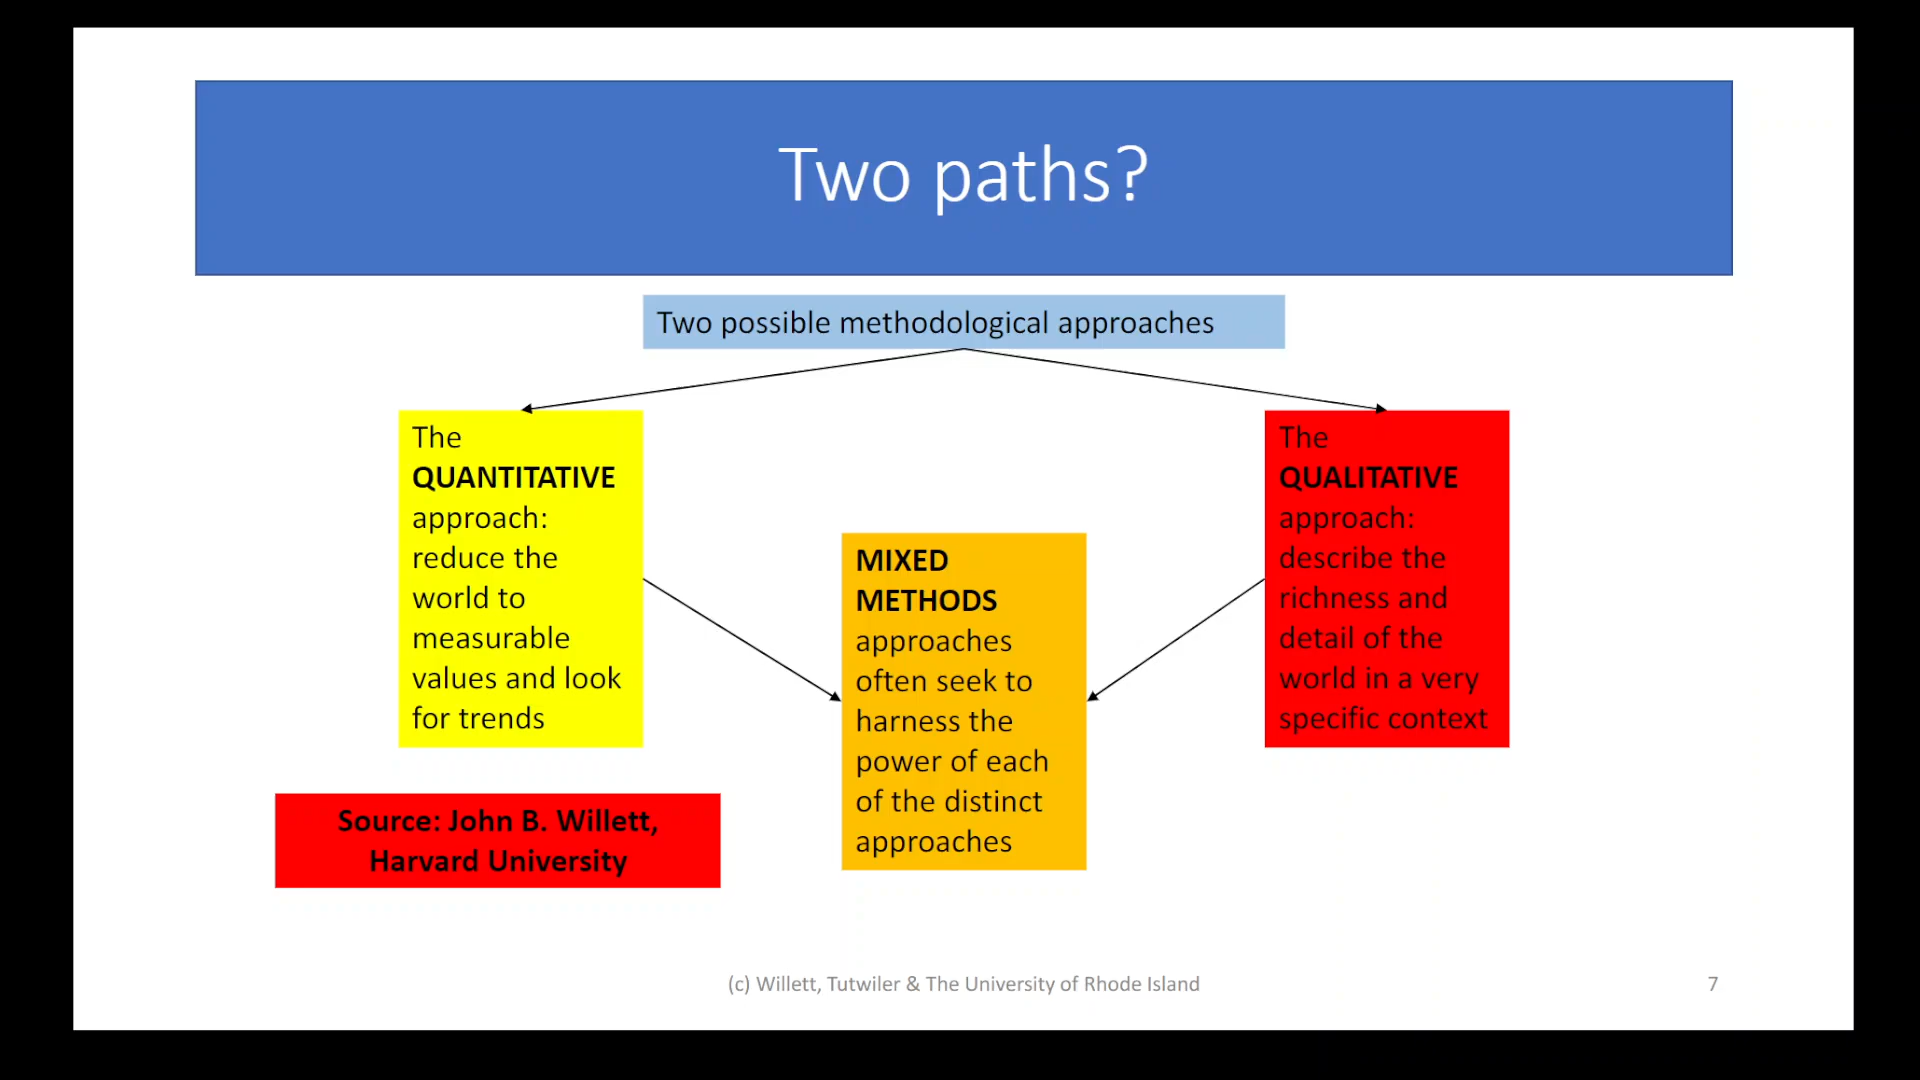 Two paths?
Two possible methodological approaches
The
QUANTITATIVE
approach:
reduce the
world to
measurable
values and look
for trends
MIXED
METHODS
approaches
often seek to
harness the
power of each
of the distinct
approaches
The
QUALITATIVE
approach:
describe the
richness and
detail of the
world in a very
specific context
Source: John B. Willett,
Harvard University
(c) Willett, Tutwiler & The University of Rhode Island
7